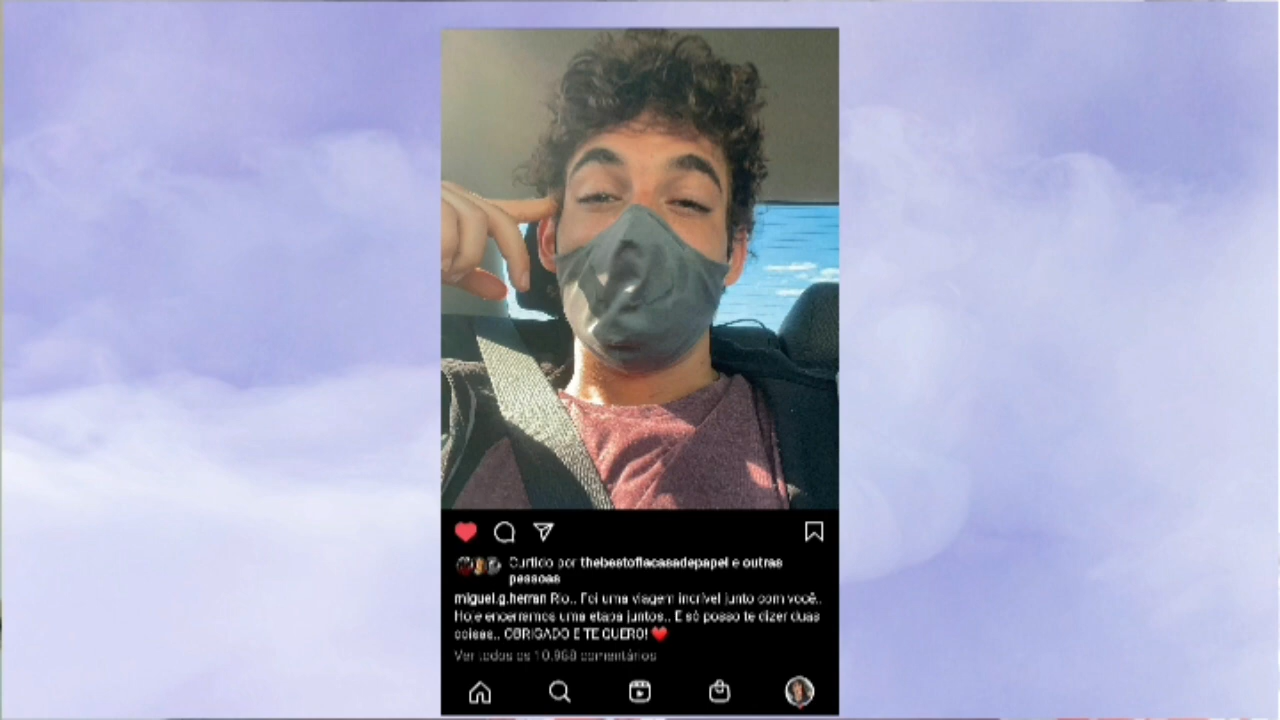 Curtido por thebestoflacasadepapel e outras
pessoas
miguel.g.herran Rio.. Foi uma viagem incrível junto com você..
Hoje encerramos uma etapa juntos.. E só posso te dizer duas
coisas.. OBRIGADO E TE QUERO! ❤️
Ver todos os 10.968 comentários